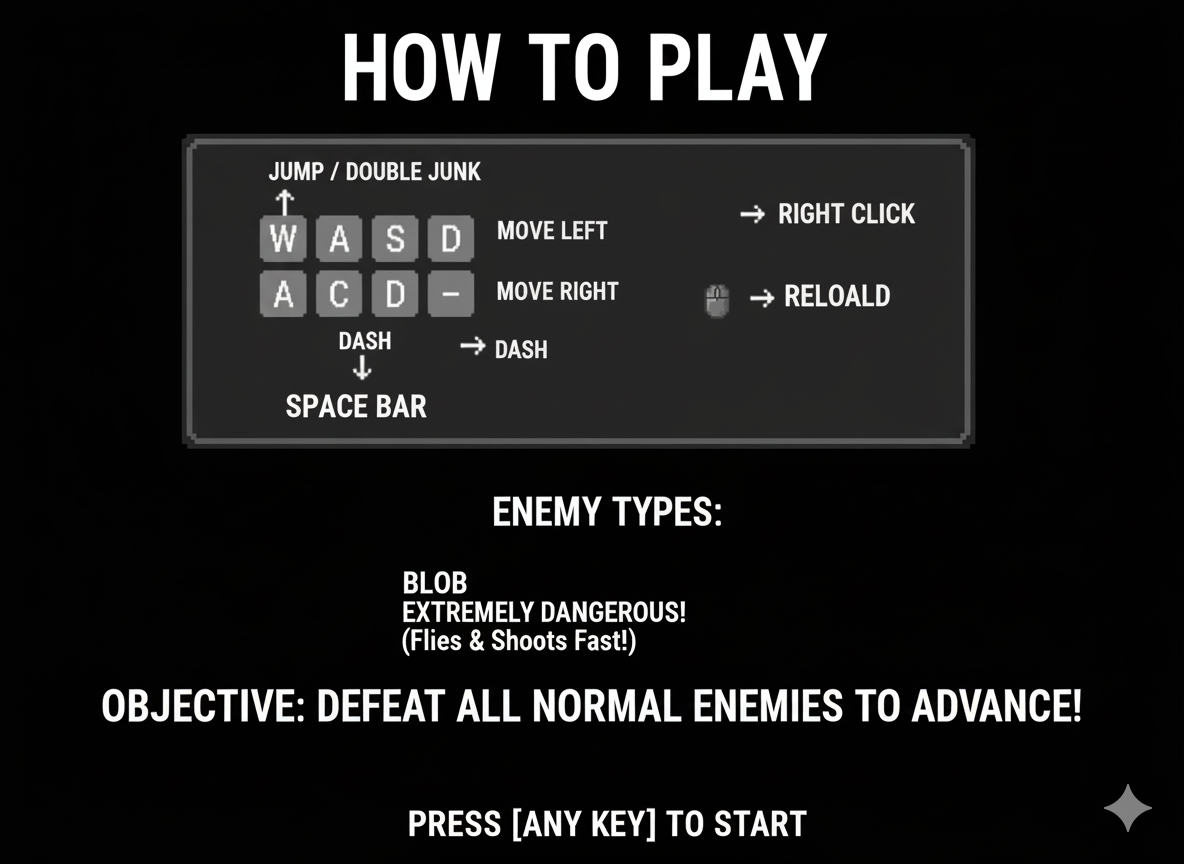 HOW TO PLAY
JUMP / DOUBLE JUNK
W A S D MOVE LEFT
→ RIGHT CLICK
A C D – MOVE RIGHT
→ RELOALD
DASH
→ DASH
SPACE BAR
ENEMY TYPES:
BLOB
EXTREMELY DANGEROUS!
(Flies & Shoots Fast!)
OBJECTIVE: DEFEAT ALL NORMAL ENEMIES TO ADVANCE!
PRESS [ANY KEY] TO START